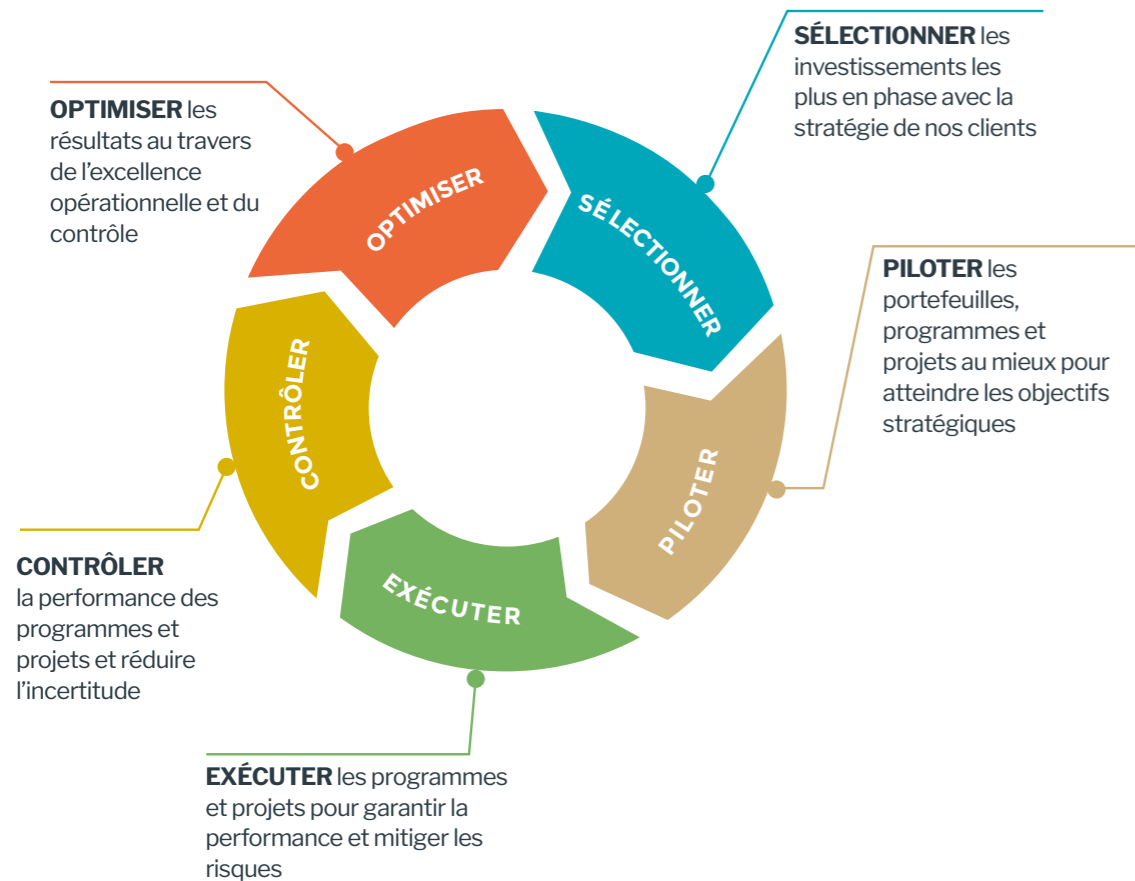 SÉLECTIONNER les
investissements les
plus en phase avec la
stratégie de nos clients
OPTIMISER les
résultats au travers
de l’excellence
opérationnelle et du
contrôle
OPTIMISER
SÉLECTIONNER
PILOTER les
portefeuilles,
programmes et
projets au mieux pour
atteindre les objectifs
stratégiques
CONTRÔLER
PILOTER
EXÉCUTER
CONTRÔLER
la performance des
programmes et
projets et réduire
l’incertitude
EXÉCUTER les programmes
et projets pour garantir la
performance et mitiger les
risques